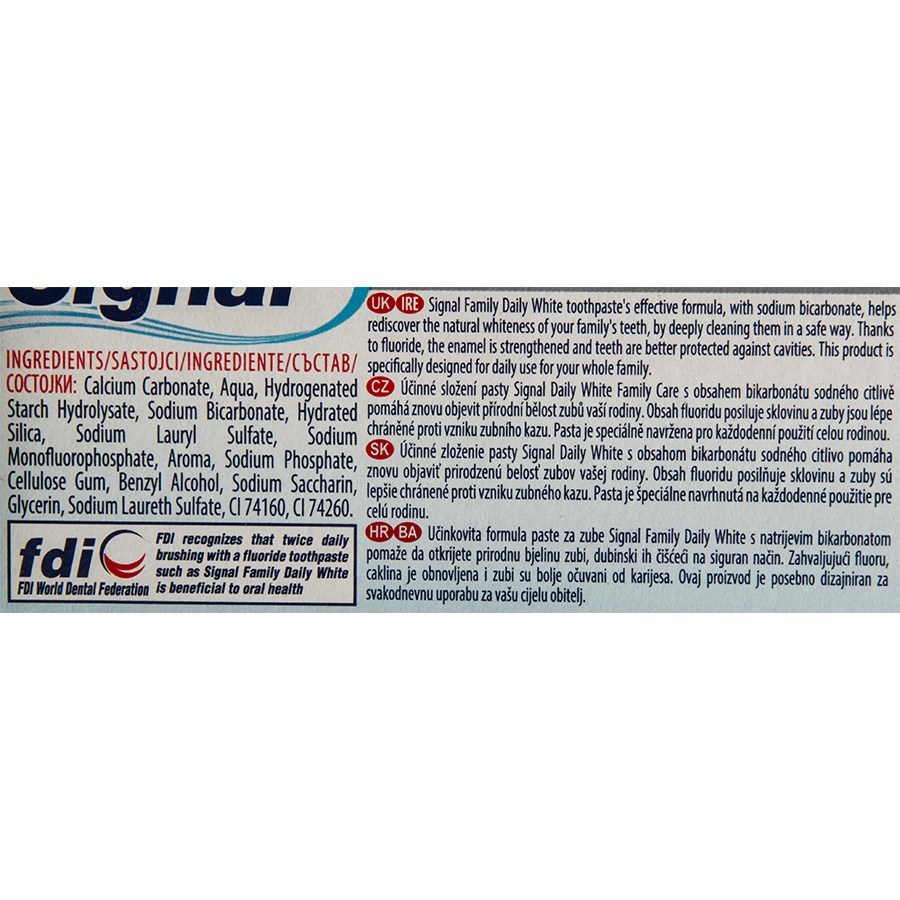 Signal
INGREDIENTS/SASTOJCI/INGREDIENTE/СЪСТАВ/
СОСТОЈКИ: Calcium Carbonate, Aqua, Hydrogenated
Starch Hydrolysate, Sodium Bicarbonate, Hydrated
Silica, Sodium Lauryl Sulfate, Sodium
Monofluorophosphate, Aroma, Sodium Phosphate,
Cellulose Gum, Benzyl Alcohol, Sodium Saccharin,
Glycerin, Sodium Laureth Sulfate, CI 74160, CI 74260.
fdi
FDI World Dental Federation
FDI recognizes that twice daily
brushing with a fluoride toothpaste
such as Signal Family Daily White
is beneficial to oral health
UK IRE Signal Family Daily White toothpaste's effective formula, with sodium bicarbonate, helps
rediscover the natural whiteness of your family's teeth, by deeply cleaning them in a safe way. Thanks
to fluoride, the enamel is strengthened and teeth are better protected against cavities. This product is
specifically designed for daily use for your whole family.
CZ Účinné složení pasty Signal Daily White Family Care s obsahem bikarbonátu sodného citlivě
pomáhá znovu objevit přírodní bělost zubů vaší rodiny. Obsah fluoridu posiluje sklovinu a zuby jsou lépe
chráněné proti vzniku zubního kazu. Pasta je speciálně navržena pro každodenní použití celou rodinou.
SK Účinné zloženie pasty Signal Daily White s obsahom bikarbonátu sodného citlivo pomáha
znovu objaviť prirodzenú belosť zubov vašej rodiny. Obsah fluoridu posilňuje sklovinu a zuby sú
lepšie chránené proti vzniku zubného kazu. Pasta je špeciálne navrhnutá na každodenné použitie pre
celú rodinu.
HR BA Učinkovita formula paste za zube Signal Family Daily White s natrijevim bikarbonatom
pomaže da otkrijete prirodnu bjelinu zubi, dubinski ih čišćeći na siguran način. Zahvaljujući fluoru,
caklina je obnovljena i zubi su bolje očuvani od karijesa. Ovaj proizvod je posebno dizajniran za
svakodnevnu uporabu za vašu cijelu obitelj.